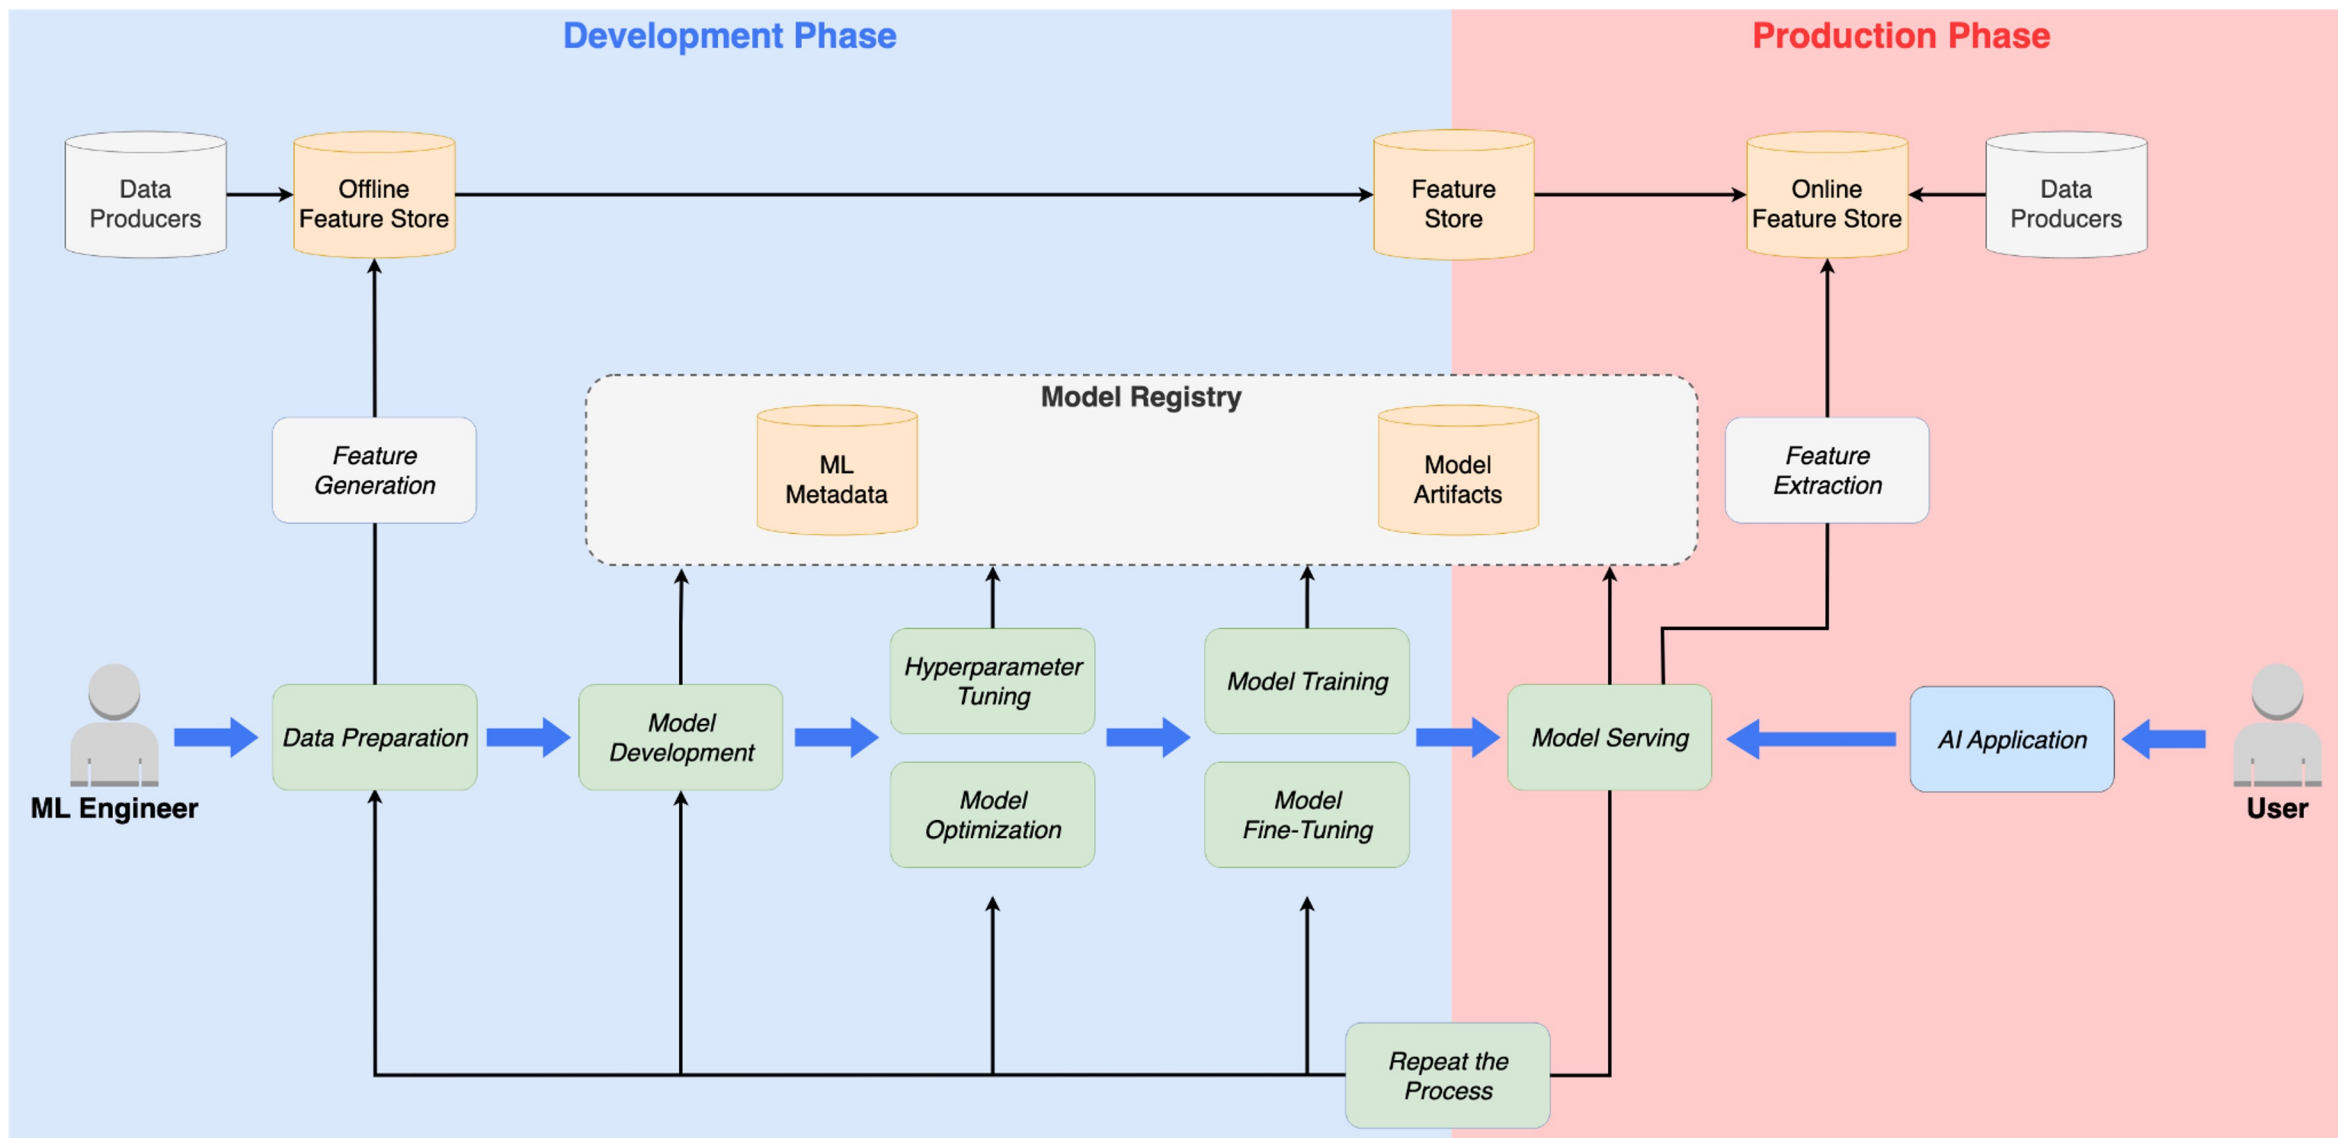 Development Phase
Production Phase
Data
Producers
Offline
Feature Store
Feature
Store
Online
Feature Store
Data
Producers
Model Registry
Feature
Generation
ML
Metadata
Model
Artifacts
Feature
Extraction
Hyperparameter
Tuning
Model Training
Data Preparation
Model
Development
Model Serving
AI Application
ML Engineer
User
Model
Optimization
Model
Fine-Tuning
Repeat the
Process